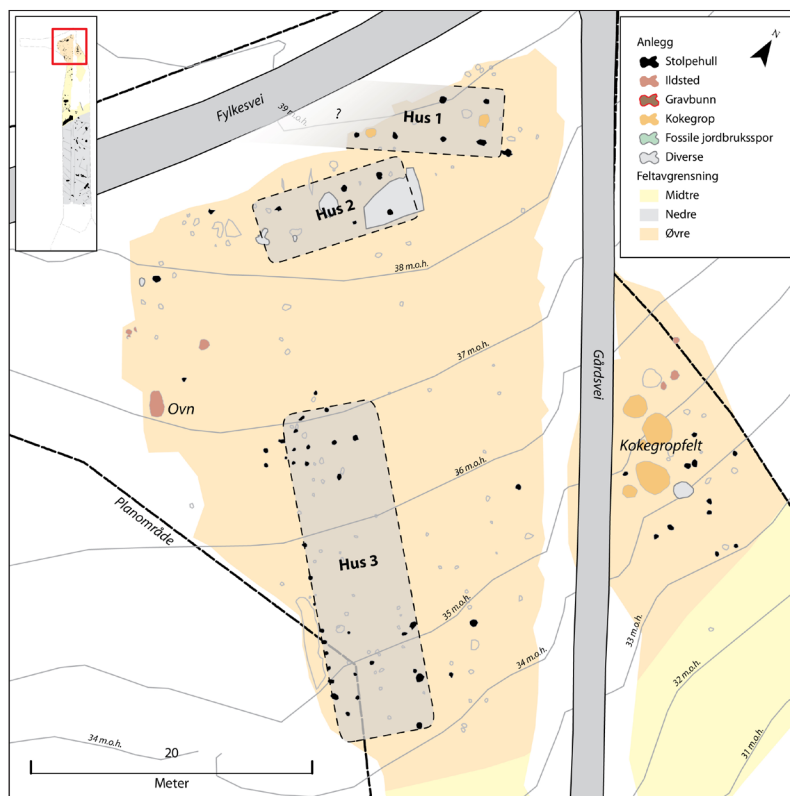 Fylkesvei
39 m.o.h.
?
Hus 1
Hus 2
38 m.o.h.
37 m.o.h.
Ovn
36 m.o.h.
Planområde
Hus 3
35 m.o.h.
34 m.o.h.
34 m.o.h.
20
Meter
Gårdsvei
Kokegropfelt
33 m.o.h.
32 m.o.h.
31 m.o.h.
N
Anlegg
Stolpehull
Ildsted
Gravbunn
Kokegrop
Fossile jordbruksspor
Diverse
Feltavgrensning
Midtre
Nedre
Øvre